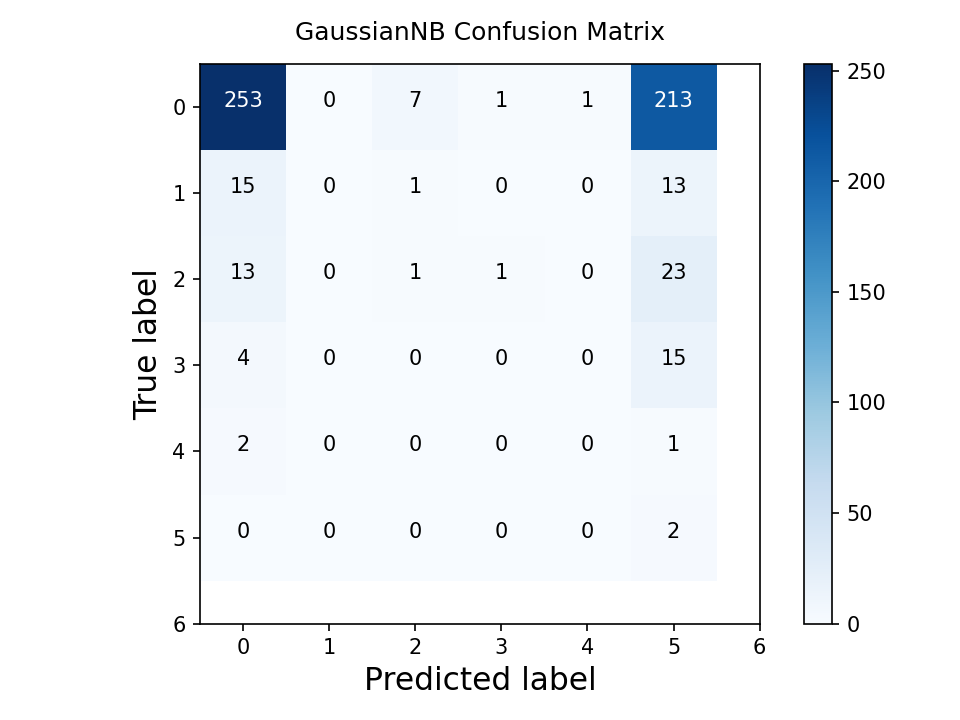 GaussianNB Confusion Matrix
253 0 7 1 1 213
15 0 1 0 0 13
13 0 1 1 0 23
4 0 0 0 0 15
2 0 0 0 0 1
0 0 0 0 0 2
0
1
2
3
4
5
6
True label
0 1 2 3 4 5 6
Predicted label
250
200
150
100
50
0